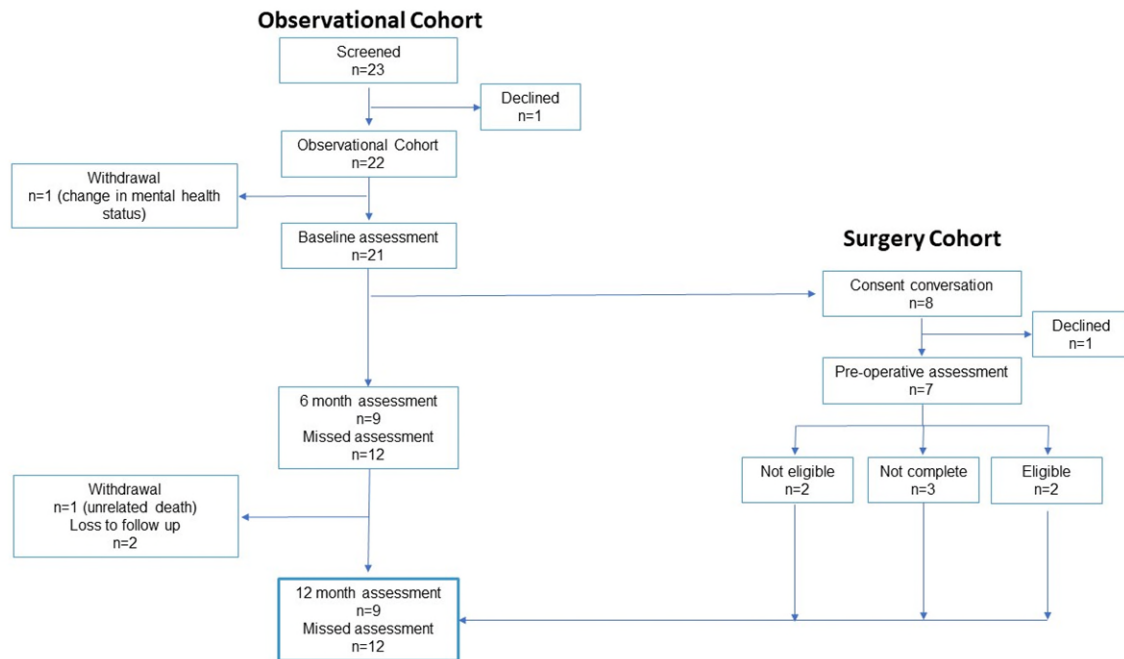 Observational Cohort
Screened
n=23
Declined
n=1
Observational Cohort
n=22
Withdrawal
n=1 (change in mental health
status)
Baseline assessment
n=21
Surgery Cohort
Consent conversation
n=8
Declined
n=1
Pre-operative assessment
n=7
6 month assessment
n=9
Missed assessment
n=12
Not eligible
n=2
Not complete
n=3
Eligible
n=2
Withdrawal
n=1 (unrelated death)
Loss to follow up
n=2
12 month assessment
n=9
Missed assessment
n=12